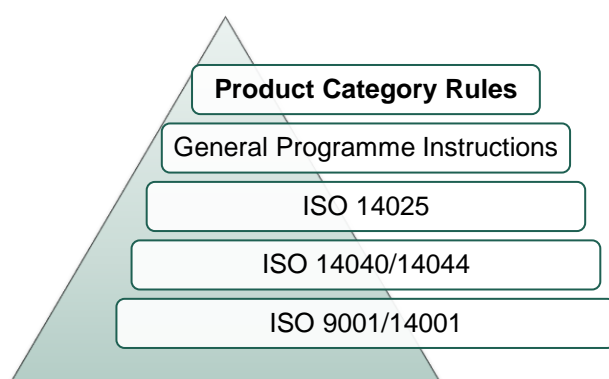 Product Category Rules
General Programme Instructions
ISO 14025
ISO 14040/14044
ISO 9001/14001